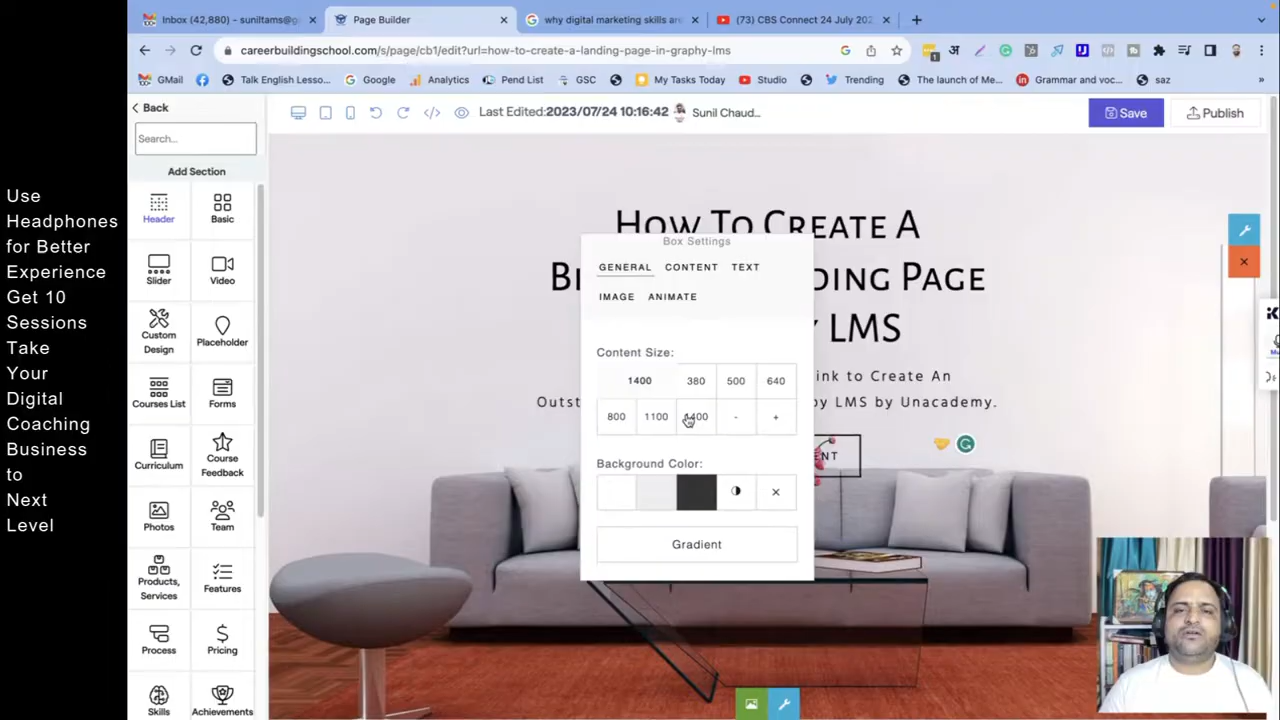 Use
Headphones
for Better
Experience
Get 10
Sessions
Take
Your
Digital
Coaching
Business
to
Next
Level
Inbox (42,880) - suniltams@g
Page Builder
why digital marketing skills are
(73) CBS Connect 24 July 202
careerbuildingschool.com/s/page/cb1/edit?url=how-to-create-a-landing-page-in-graphy-lms
GMail
Talk English Lesso...
Google
Analytics
Pend List
GSC
My Tasks Today
Studio
Trending
The launch of Me...
Grammar and voc...
saz
»
Back
Last Edited:2023/07/24 10:16:42
Sunil Chaud...
Save
Publish
Search...
Add Section
Header
Basic
Slider
Video
Custom
Design
Placeholder
Courses List
Forms
Curriculum
Course
Feedback
Photos
Team
Products,
Services
Features
Process
Pricing
Skills
Achievements
How To Create A
DING PAGE
LMS
ink to Create An
Outst
by LMS by Unacademy.
ENT
Box Settings
GENERAL
CONTENT
TEXT
IMAGE
ANIMATE
Content Size:
1400
380
500
640
800
1100
1400
-
+
Background Color:
Gradient